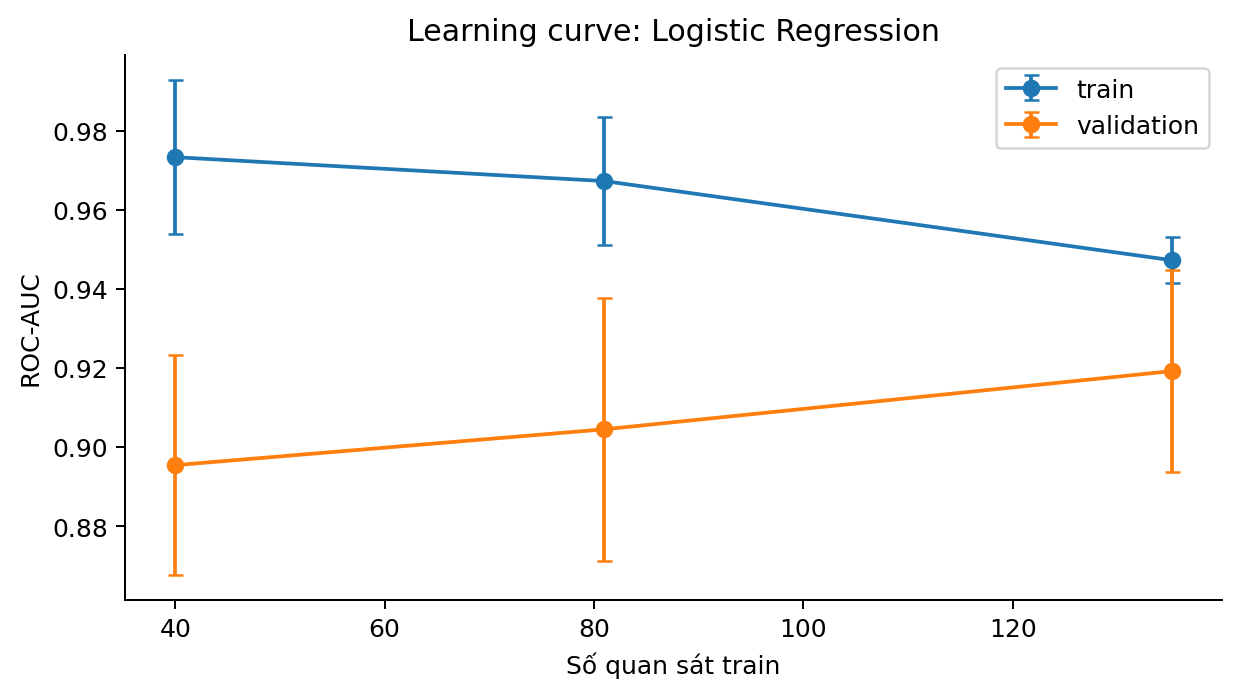 Learning curve: Logistic Regression
train
validation
ROC-AUC
0.98
0.96
0.94
0.92
0.90
0.88
40 60 80 100 120
Số quan sát train